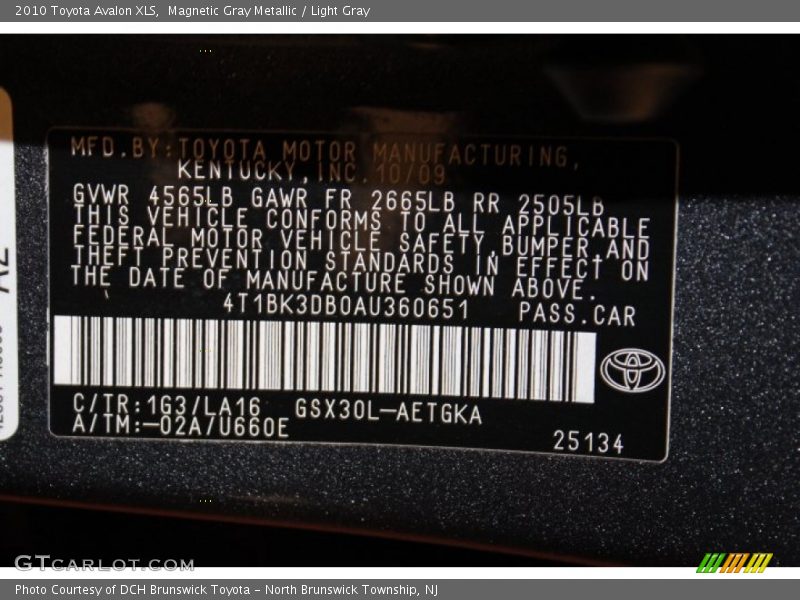 2010 Toyota Avalon XLS,  Magnetic Gray Metallic / Light Gray
MFD.BY:TOYOTA MOTOR MANUFACTURING,
KENTUCKY,INC.10/09
GVWR 4565LB GAWR FR 2665LB RR 2505LB
THIS VEHICLE CONFORMS TO ALL APPLICABLE
FEDERAL MOTOR VEHICLE SAFETY,BUMPER,AND
THEFT PREVENTION STANDARDS IN EFFECT ON
THE DATE OF MANUFACTURE SHOWN ABOVE.
4T1BK3DB0AU360651 PASS.CAR
C/TR:1G3/LA16 GSX30L-AETGKA
A/TM:-02A/U660E
25134
GTCARLOT.COM
Photo Courtesy of DCH Brunswick Toyota - North Brunswick Township, NJ